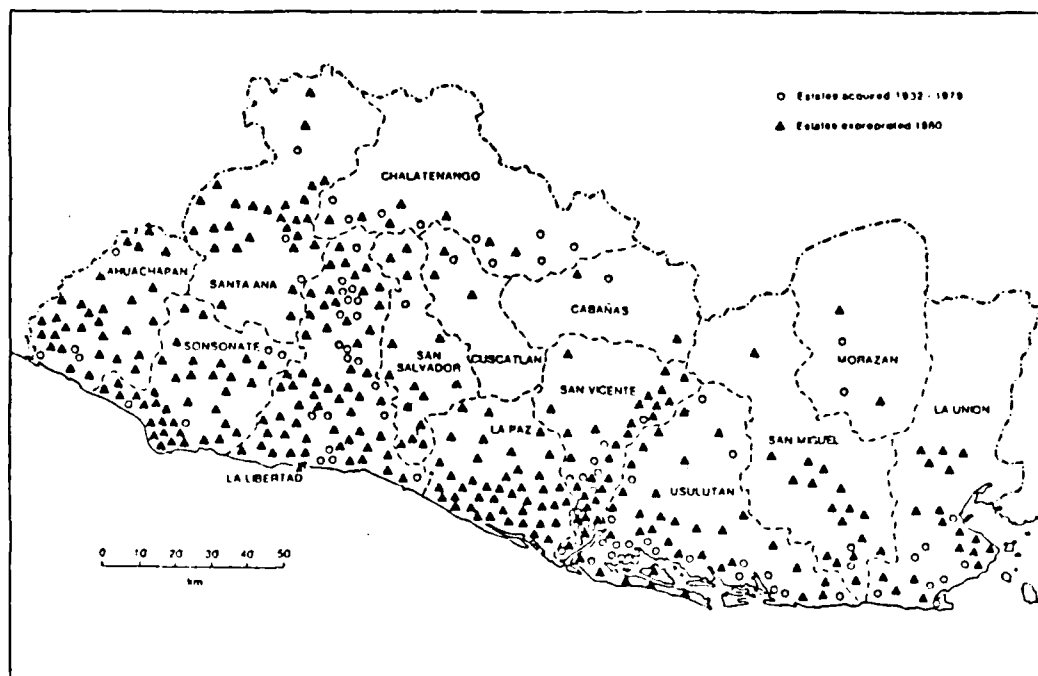 Estates acquired 1932 - 1979
Estates expropriated 1980
CHALATENANGO
AHUACHAPAN
SANTA ANA
CABAÑAS
SONSONATE
SAN SALVADOR
CUSCATLAN
MORAZAN
SAN VICENTE
LA UNION
LA PAZ
SAN MIGUEL
LA LIBERTAD
USULUTAN
0 10 20 30 40 50
km